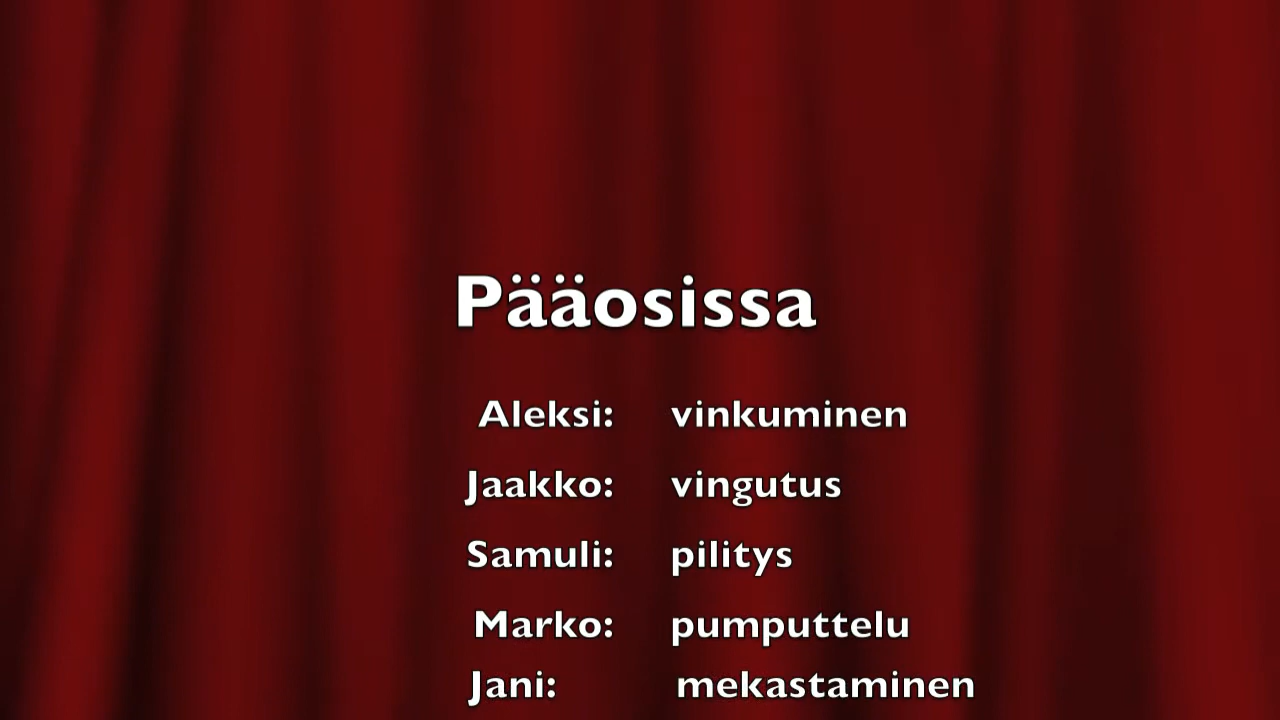 Pääosissa
Aleksi: vinkuminen
Jaakko: vingutus
Samuli: pilitys
Marko: pumputtelu
Jani: mekastaminen